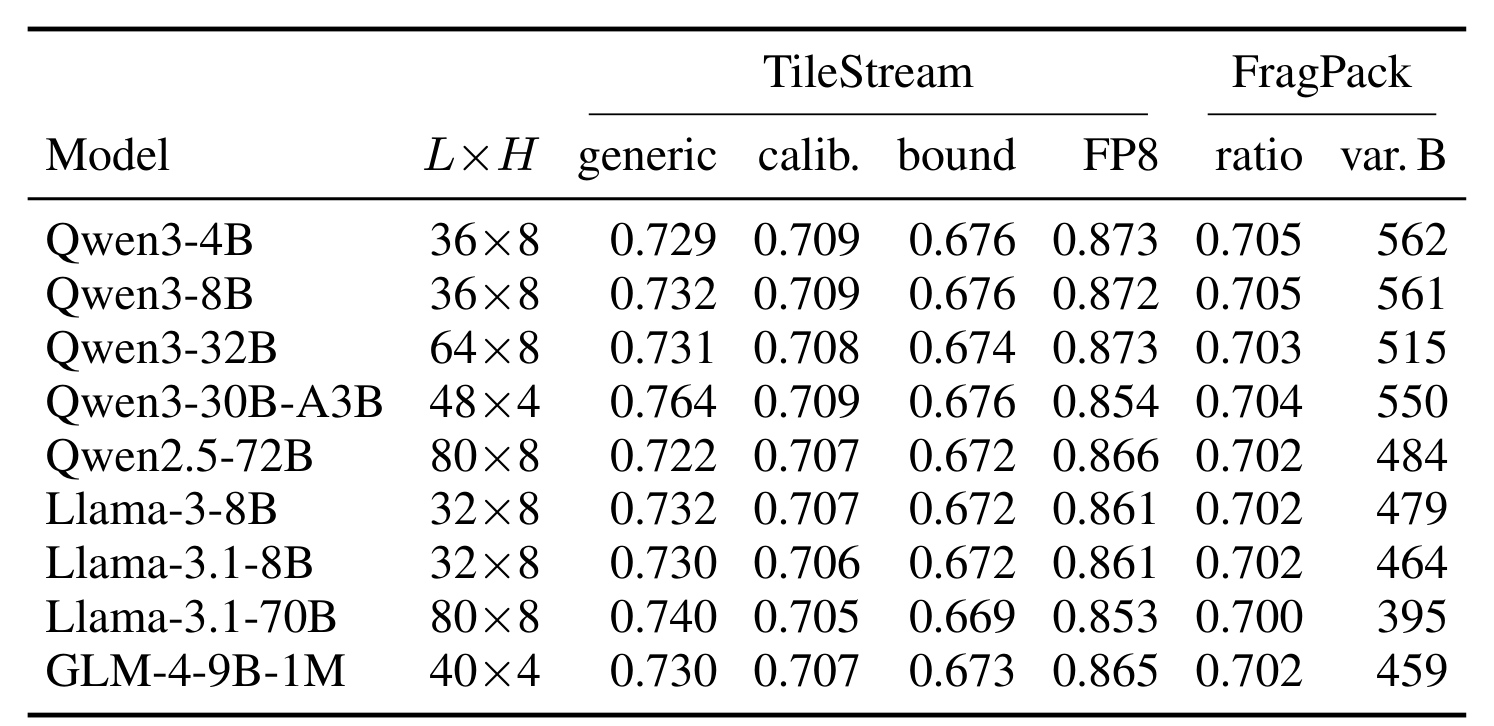 TileStream FragPack
Model L×H generic calib. bound FP8 ratio var. B
Qwen3-4B 36×8 0.729 0.709 0.676 0.873 0.705 562
Qwen3-8B 36×8 0.732 0.709 0.676 0.872 0.705 561
Qwen3-32B 64×8 0.731 0.708 0.674 0.873 0.703 515
Qwen3-30B-A3B 48×4 0.764 0.709 0.676 0.854 0.704 550
Qwen2.5-72B 80×8 0.722 0.707 0.672 0.866 0.702 484
Llama-3-8B 32×8 0.732 0.707 0.672 0.861 0.702 479
Llama-3.1-8B 32×8 0.730 0.706 0.672 0.861 0.702 464
Llama-3.1-70B 80×8 0.740 0.705 0.669 0.853 0.700 395
GLM-4-9B-1M 40×4 0.730 0.707 0.673 0.865 0.702 459